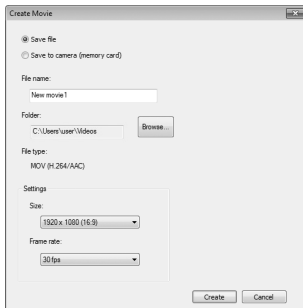 Create Movie
Save file
Save to camera (memory card)
File name:
New movie1
Folder:
C:\Users\user\Videos
Browse...
File type:
MOV (H.264/AAC)
Settings
Size:
1920 x 1080 (16:9)
Frame rate:
30 fps
Create
Cancel